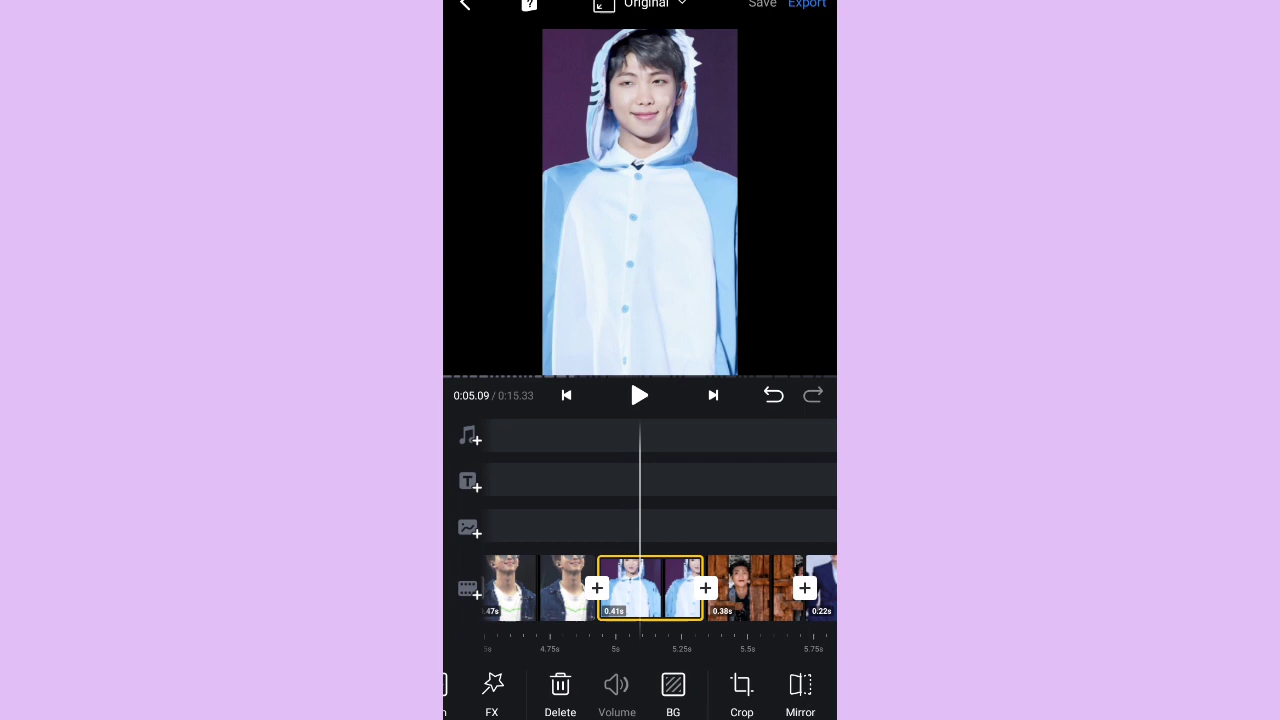 Original
Save
Export
0:05.09 / 0:15.33
T
.47s
0.41s
0.38s
0.22s
5s
4.75s
5s
5.25s
5.5s
5.75s
n
FX
Delete
Volume
BG
Crop
Mirror